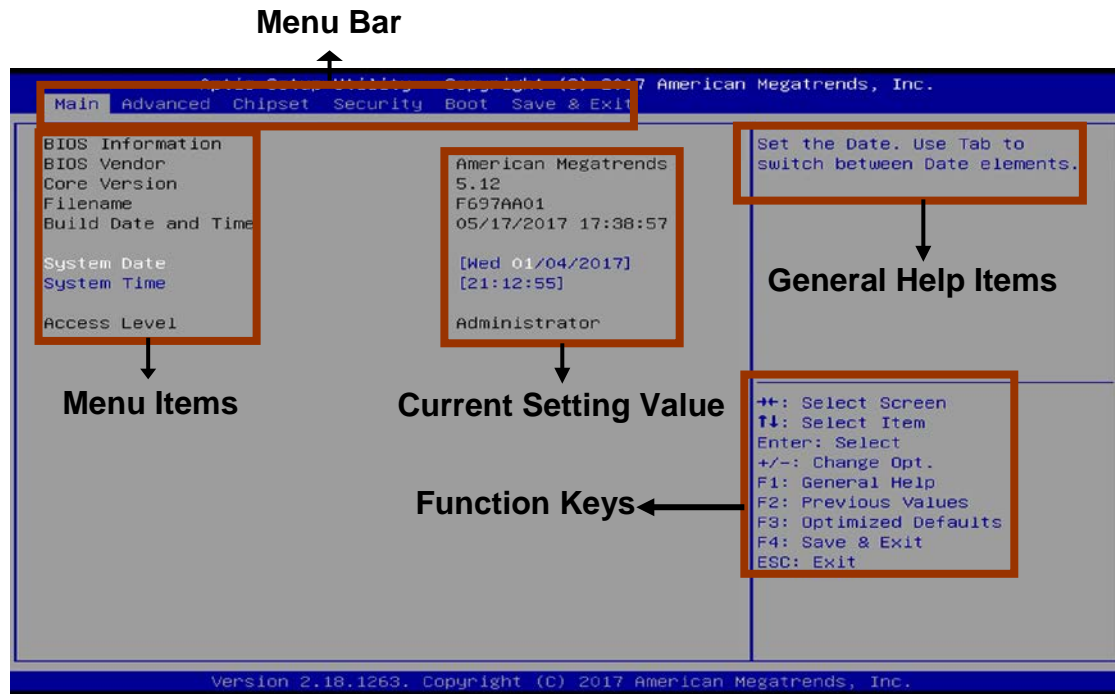 Menu Bar
Copyright (C) 2017 American Megatrends, Inc.
Main Advanced Chipset Security Boot Save & Exit
BIOS Information
BIOS Vendor American Megatrends
Core Version 5.12
Filename F697AA01
Build Date and Time 05/17/2017 17:38:57
System Date [Wed 01/04/2017]
System Time [21:12:55]
Access Level Administrator
Set the Date. Use Tab to
switch between Date elements.
General Help Items
Menu Items
Current Setting Value
Function Keys
→←: Select Screen
↑↓: Select Item
Enter: Select
+/-: Change Opt.
F1: General Help
F2: Previous Values
F3: Optimized Defaults
F4: Save & Exit
ESC: Exit
Version 2.18.1263. Copyright (C) 2017 American Megatrends, Inc.